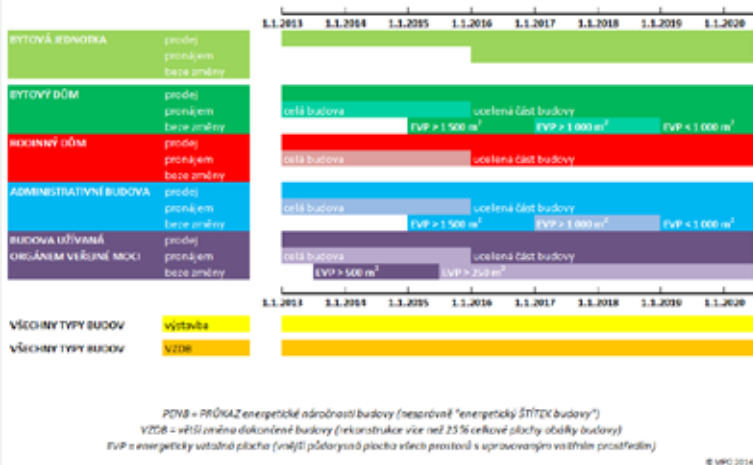 1.1.2013 1.1.2014 1.1.2015 1.1.2016 1.1.2017 1.1.2018 1.1.2019 1.1.2020
BYTOVÁ JEDNOTKA prodej
pronájem
beze změny
BYTOVÝ DŮM prodej
pronájem celá budova ucelená část budovy
beze změny EVP > 1 500 m² EVP > 1 000 m² EVP < 1 000 m²
RODINNÝ DŮM prodej
pronájem celá budova ucelená část budovy
beze změny
ADMINISTRATIVNÍ BUDOVA prodej
pronájem celá budova ucelená část budovy
beze změny EVP > 1 500 m² EVP > 1 000 m² EVP < 1 000 m²
BUDOVA UŽÍVANÁ prodej
ORGÁNEM VEŘEJNÉ MOCI pronájem celá budova ucelená část budovy
beze změny EVP > 500 m² EVP > 250 m²
1.1.2013 1.1.2014 1.1.2015 1.1.2016 1.1.2017 1.1.2018 1.1.2019 1.1.2020
VŠECHNY TYPY BUDOV výstavba
VŠECHNY TYPY BUDOV VZDB
PENB = PRŮKAZ energetické náročnosti budovy (nesprávně "energetický ŠTÍTEK budovy")
VZDB = větší změna dokončené budovy (rekonstrukce více než 25 % celkové plochy obálky budovy)
EVP = energeticky vztažná plocha (vnější půdorysná plocha všech prostorů s upravovaným vnitřním prostředím)
© MPO 2014